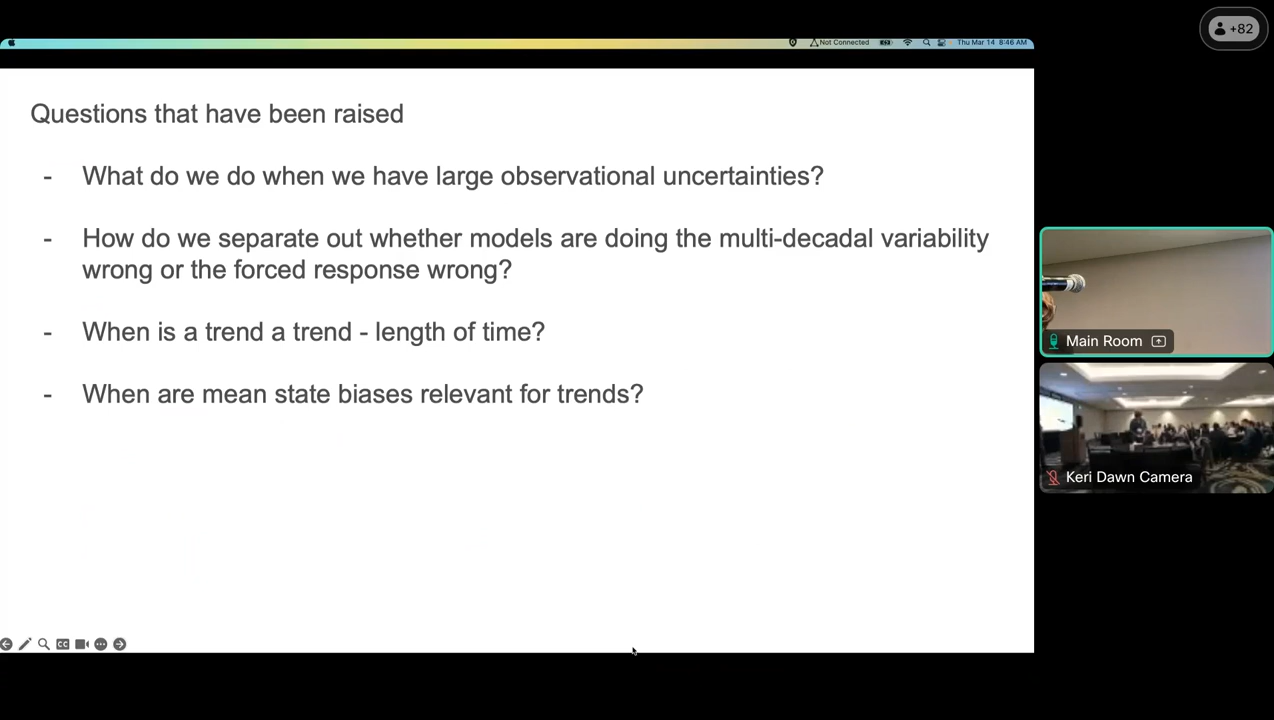 +82
Not Connected
Thu Mar 14 8:46 AM
Questions that have been raised
- What do we do when we have large observational uncertainties?
- How do we separate out whether models are doing the multi-decadal variability
wrong or the forced response wrong?
- When is a trend a trend - length of time?
- When are mean state biases relevant for trends?
Main Room
Keri Dawn Camera
CC